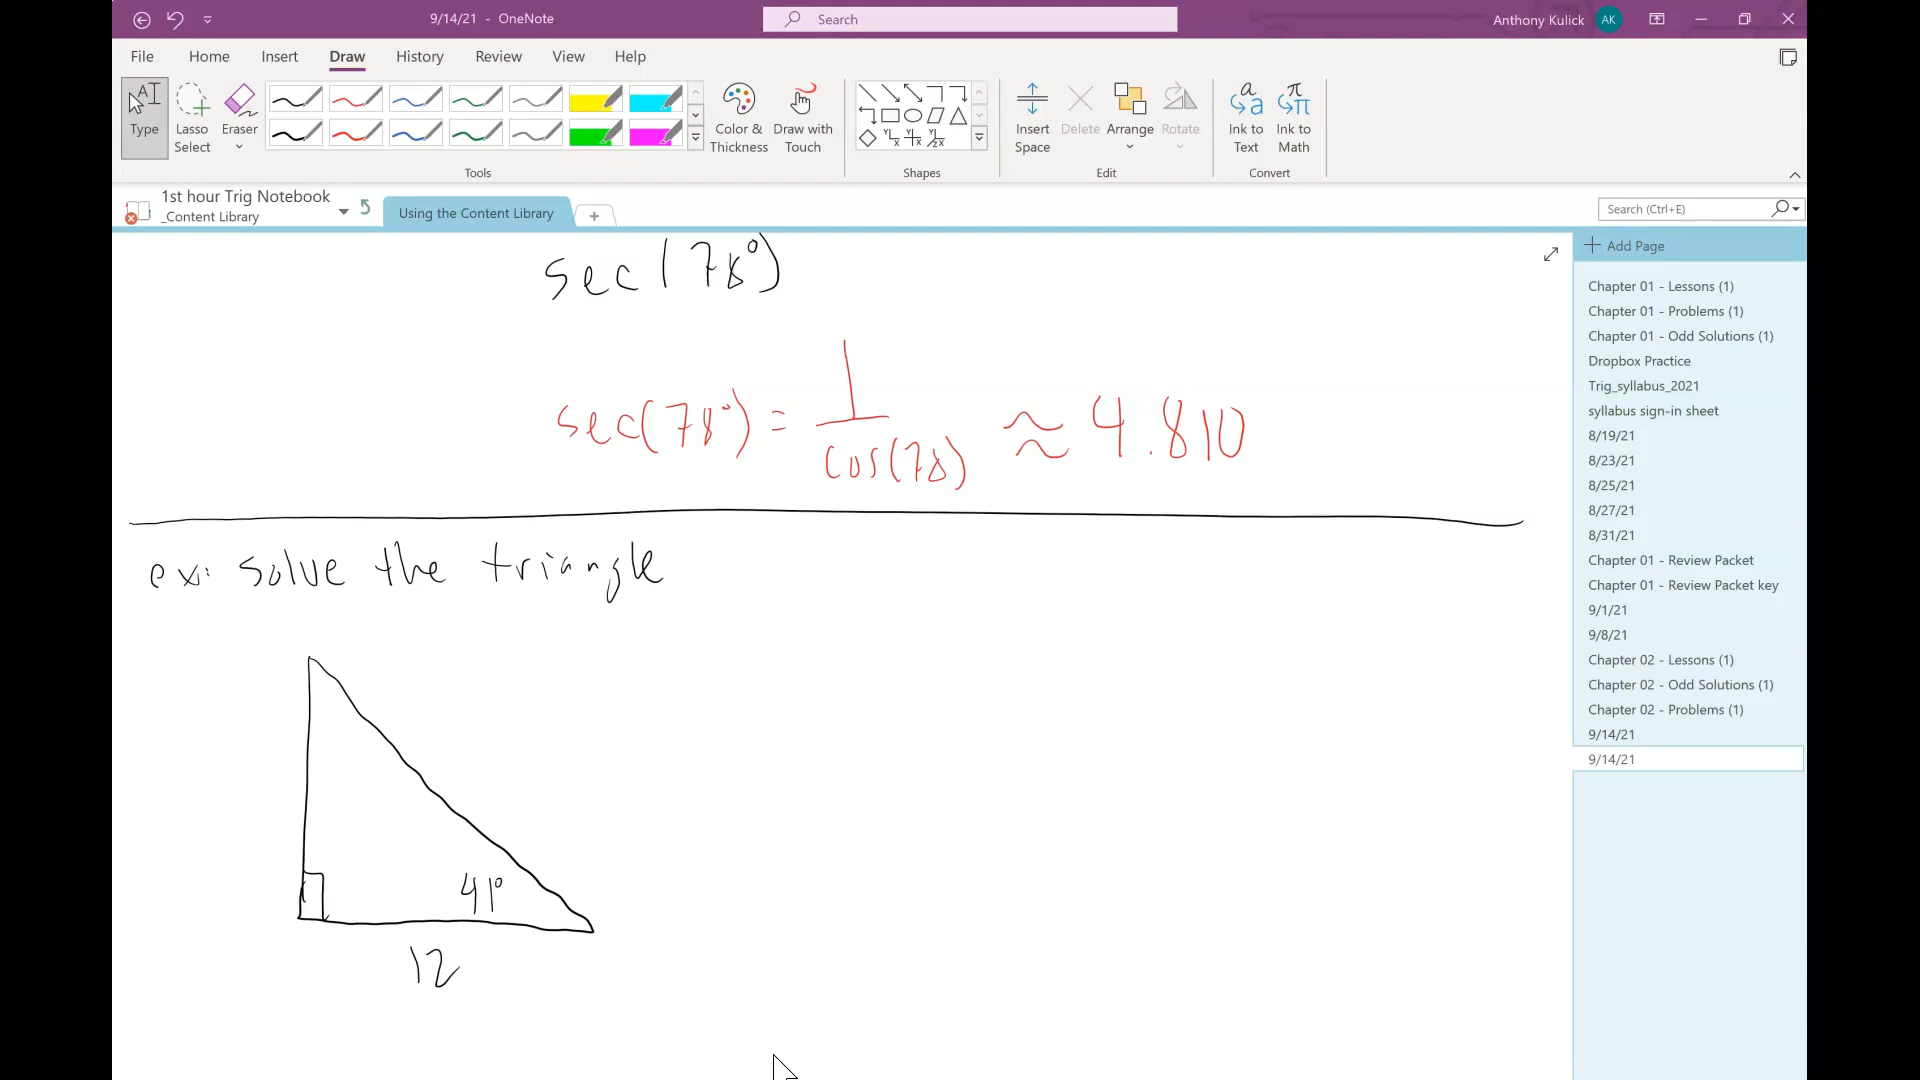 9/14/21 - OneNote
Search
Anthony Kulick AK
File Home Insert Draw History Review View Help
Type
Lasso Select
Eraser
Color & Thickness
Draw with Touch
Insert Space
Delete
Arrange
Rotate
Ink to Text
Ink to Math
Tools Shapes Edit Convert
1st hour Trig Notebook
_Content Library
Using the Content Library
Search (Ctrl+E)
sec(78°)
sec(78°) = 1/cos(78) ≈ 4.810
ex: solve the triangle
41°
12
Add Page
Chapter 01 - Lessons (1)
Chapter 01 - Problems (1)
Chapter 01 - Odd Solutions (1)
Dropbox Practice
Trig_syllabus_2021
syllabus sign-in sheet
8/19/21
8/23/21
8/25/21
8/27/21
8/31/21
Chapter 01 - Review Packet
Chapter 01 - Review Packet key
9/1/21
9/8/21
Chapter 02 - Lessons (1)
Chapter 02 - Odd Solutions (1)
Chapter 02 - Problems (1)
9/14/21
9/14/21